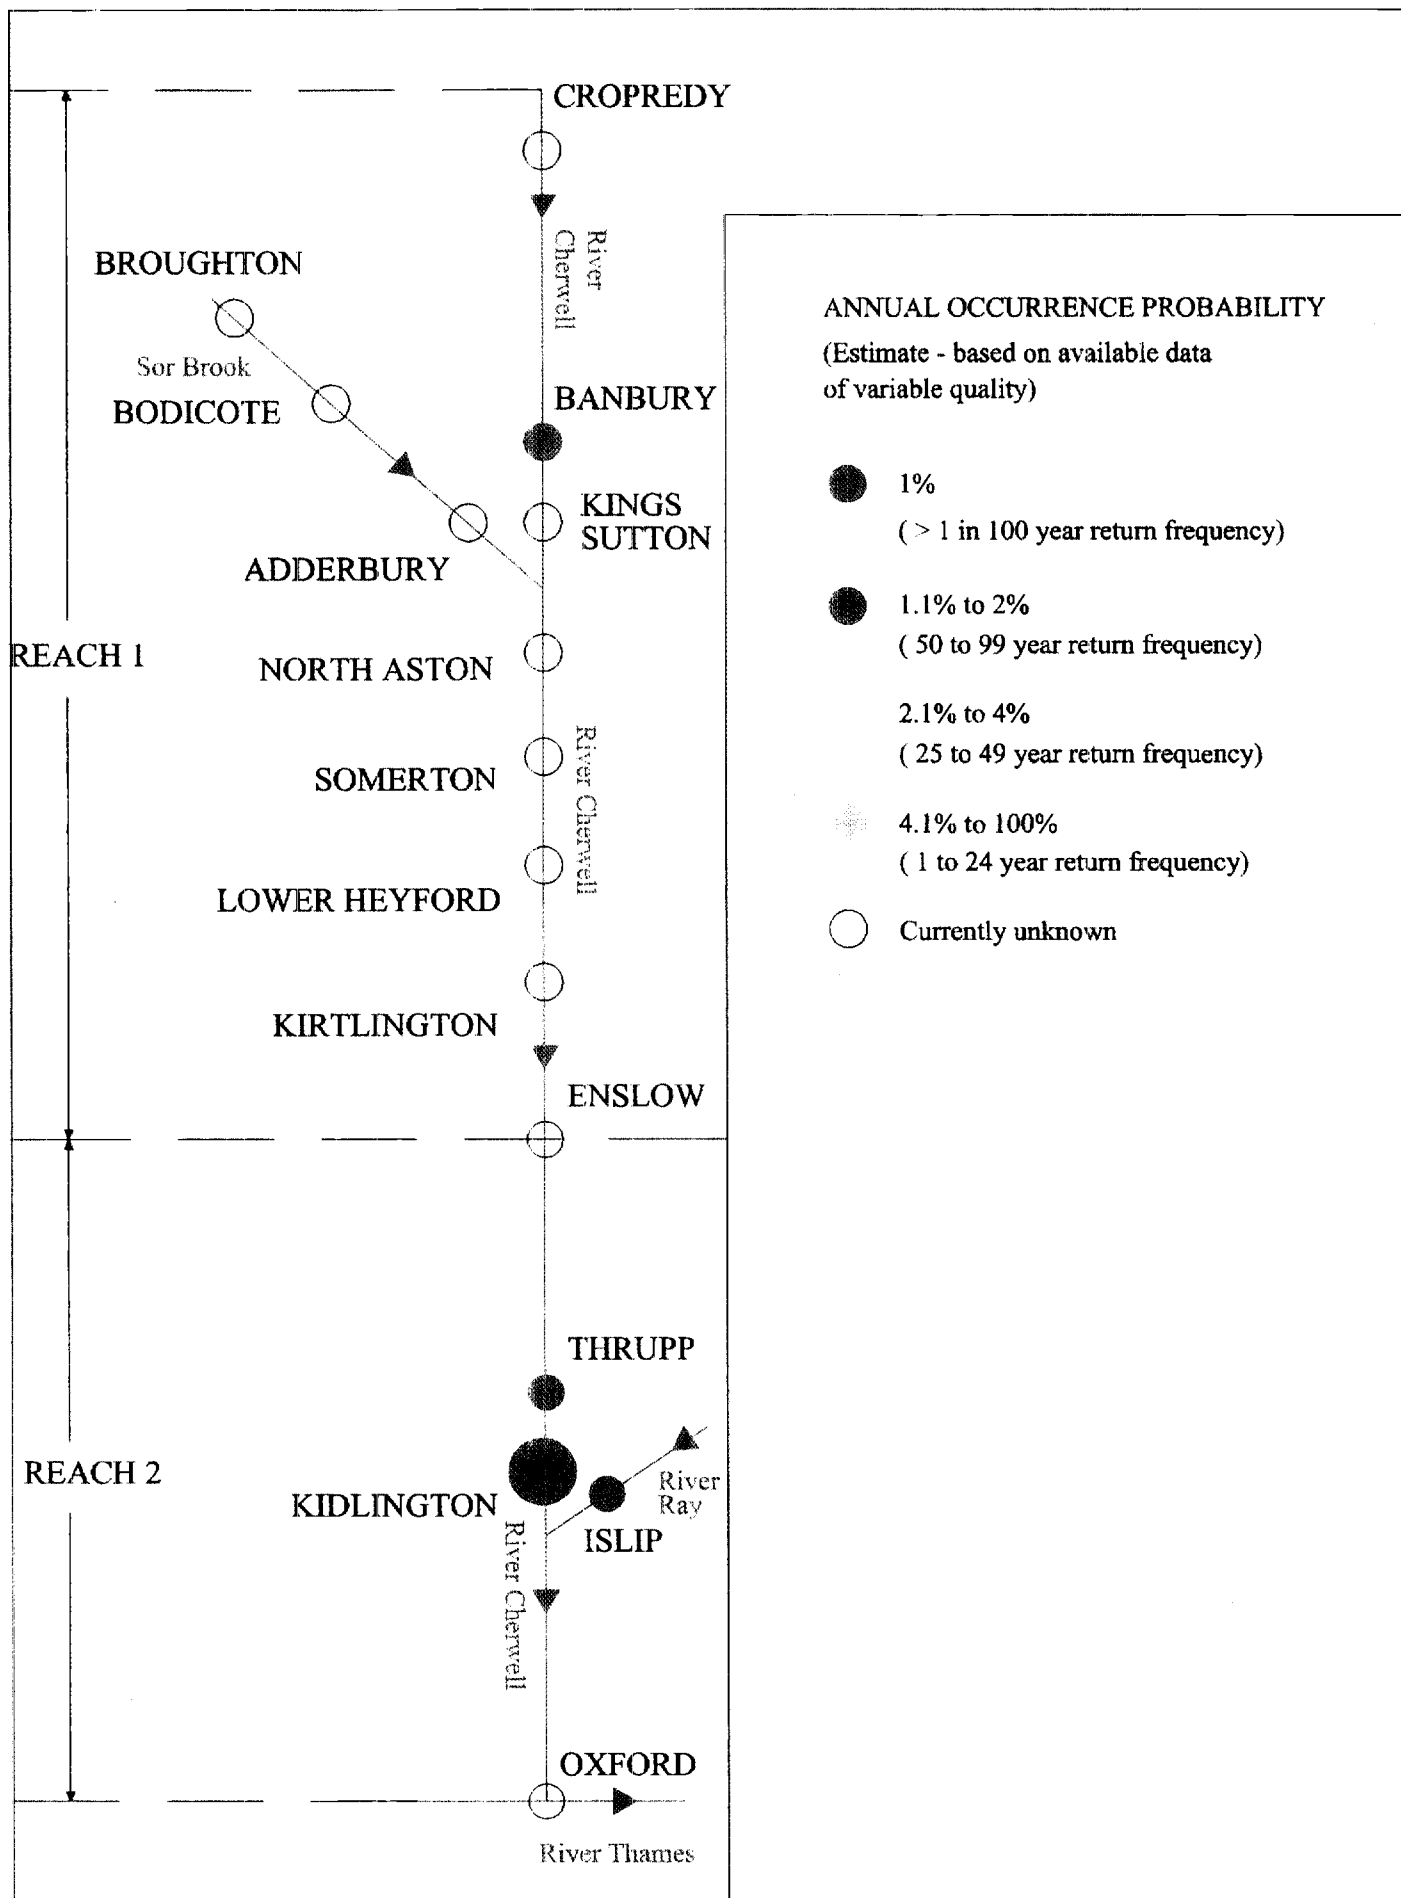 CROPREDY
River
Cherwell
BROUGHTON
Sor Brook
BODICOTE
BANBURY
KINGS
SUTTON
ADDERBURY
REACH 1
NORTH ASTON
River Cherwell
SOMERTON
LOWER HEYFORD
KIRTLINGTON
ENSLOW
THRUPP
REACH 2
KIDLINGTON
River
Ray
ISLIP
River Cherwell
OXFORD
River Thames
ANNUAL OCCURRENCE PROBABILITY
(Estimate - based on available data
of variable quality)
1%
( > 1 in 100 year return frequency)
1.1% to 2%
( 50 to 99 year return frequency)
2.1% to 4%
( 25 to 49 year return frequency)
4.1% to 100%
( 1 to 24 year return frequency)
Currently unknown